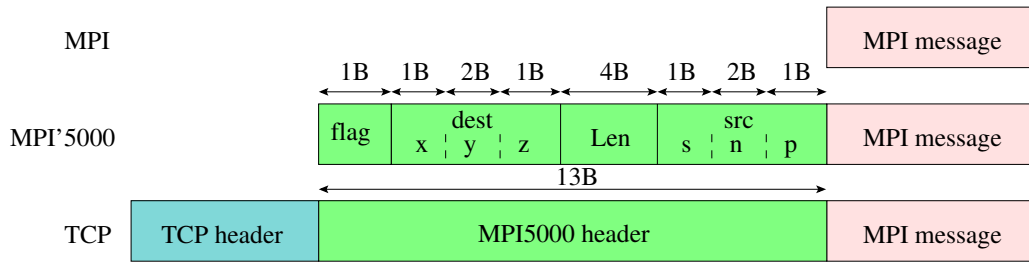 MPI MPI message
1B 1B 2B 1B 4B 1B 2B 1B
MPI'5000 flag dest Len src MPI message
x y z s n p
13B
TCP TCP header MPI5000 header MPI message